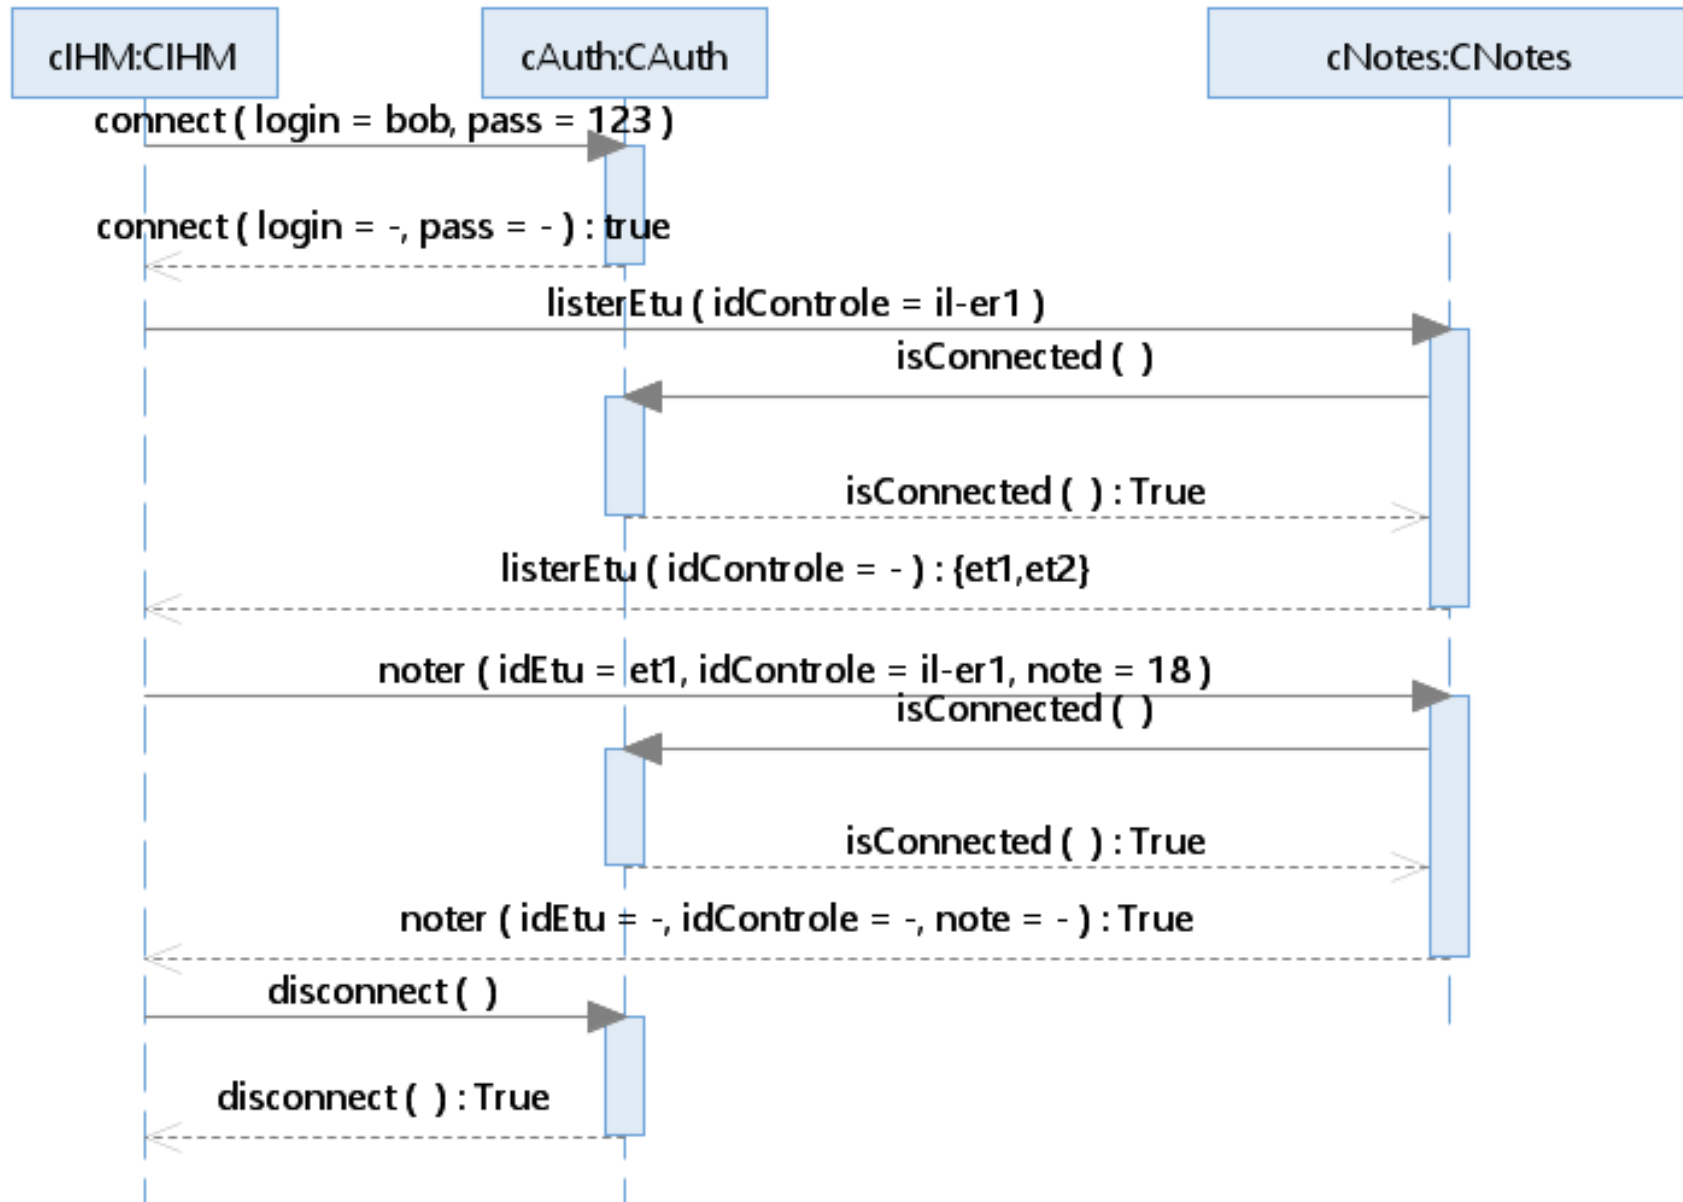 cIHM:CIHM
cAuth:CAuth
cNotes:CNotes
connect ( login = bob, pass = 123 )
connect ( login = -, pass = - ) : true
listerEtu ( idControle = il-er1 )
isConnected (  )
isConnected (  ) : True
listerEtu ( idControle = - ) : {et1,et2}
noter ( idEtu = et1, idControle = il-er1, note = 18 )
isConnected (  )
isConnected (  ) : True
noter ( idEtu = -, idControle = -, note = - ) : True
disconnect (  )
disconnect (  ) : True